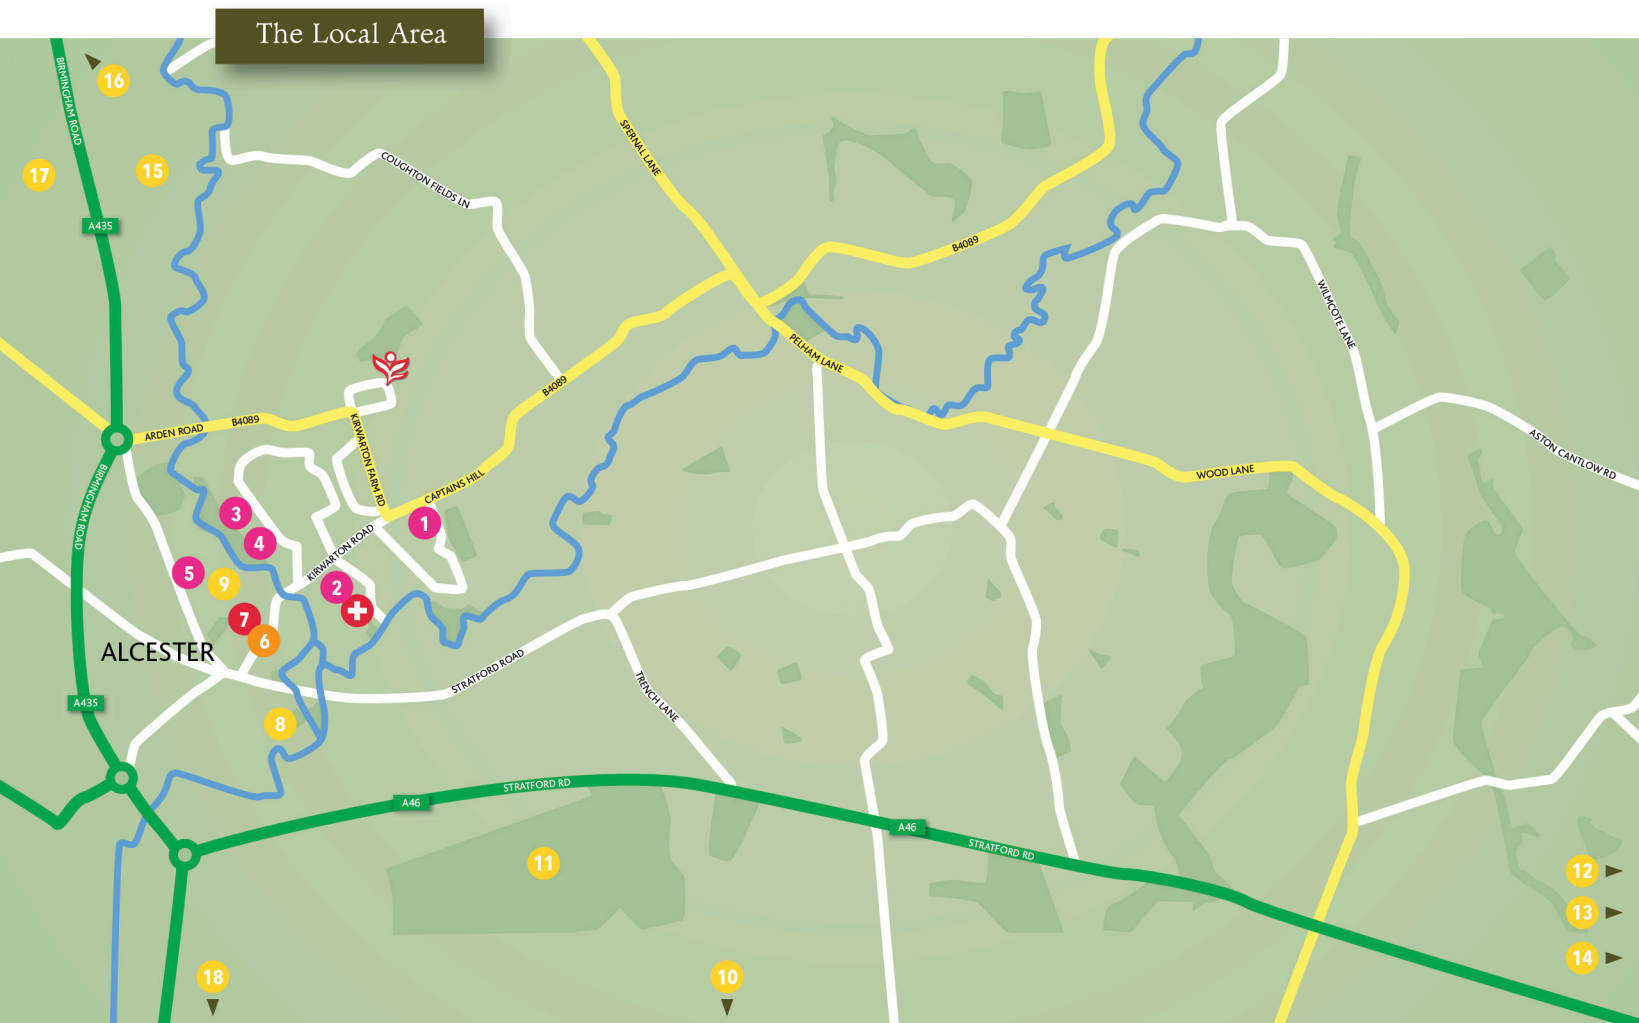 The Local Area
BIRMINGHAM ROAD
16
17
15
A435
COUGHTON FIELDS LN
SPERNAL LANE
B4089
WILMCOTE LANE
PELHAM LANE
B4089
ARDEN ROAD
B4089
KIRWARTON FARM RD
CAPTAINS HILL
WOOD LANE
ASTON CANTLOW RD
BIRMINGHAM ROAD
3
1
4
KIRWARTON ROAD
5
9
2
7
6
ALCESTER
STRATFORD ROAD
TRENCH LANE
A435
8
STRATFORD RD
A46
A46
STRATFORD RD
11
12
13
14
18
10